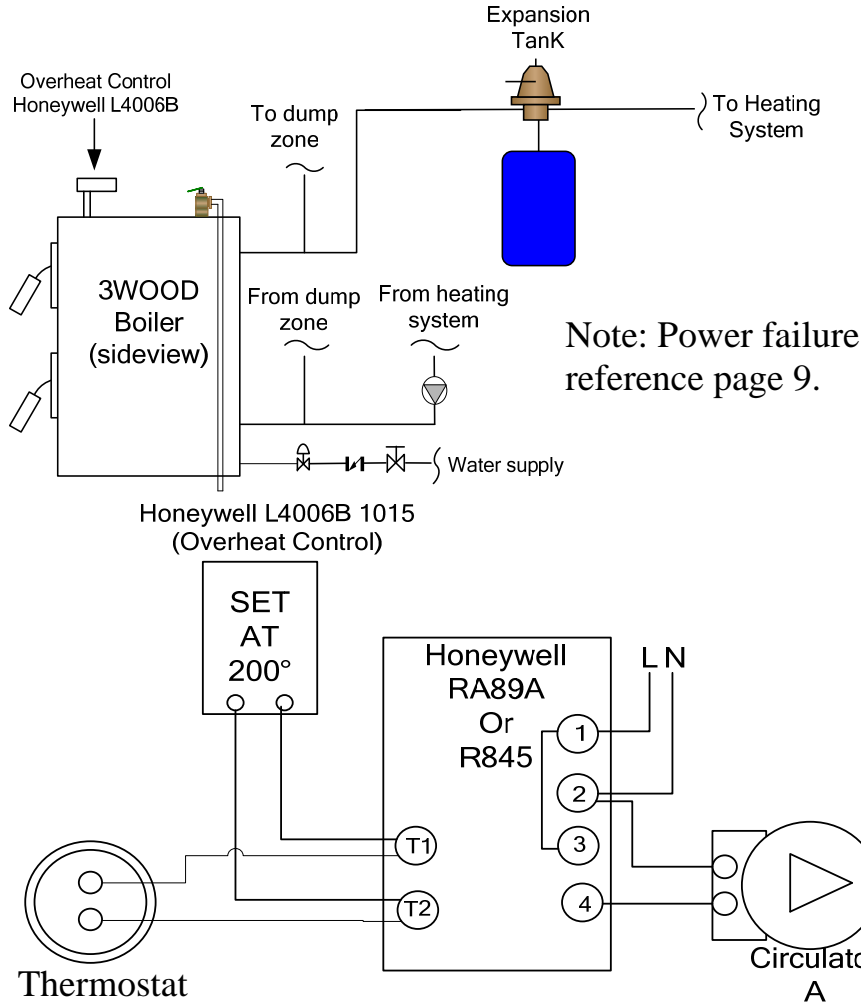 Expansion
TanK
Overheat Control
Honeywell L4006B
To dump
zone
To Heating
System
3WOOD
Boiler
(sideview)
From dump
zone
From heating
system
Note: Power failure
reference page 9.
Water supply
Honeywell L4006B 1015
(Overheat Control)
SET
AT
200°
Honeywell
RA89A
Or
R845
L N
1
2
3
4
T1
T2
Thermostat
Circulato
A